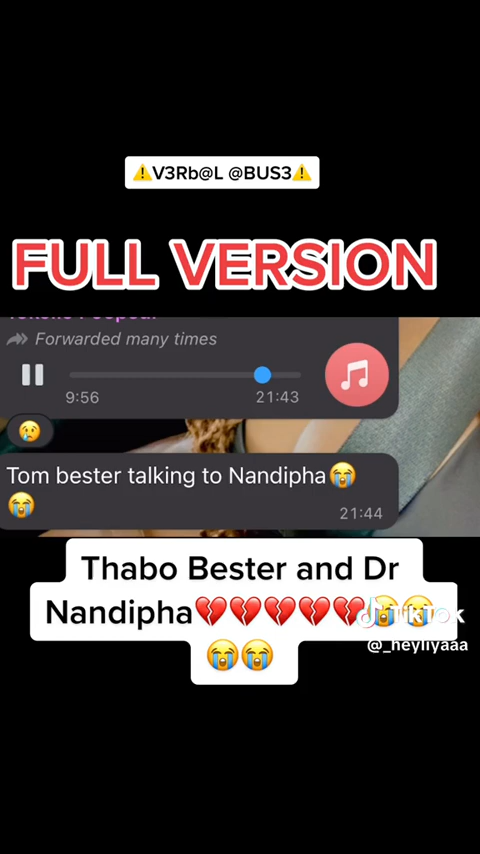 ⚠️V3Rb@L @BUS3⚠️
FULL VERSION
Forwarded many times
9:56 21:43
😢
Tom bester talking to Nandipha😭
😭
21:44
Thabo Bester and Dr
Nandipha💔💔💔💔💔😭😭
😭😭
TikTok
@_heyliyaaa